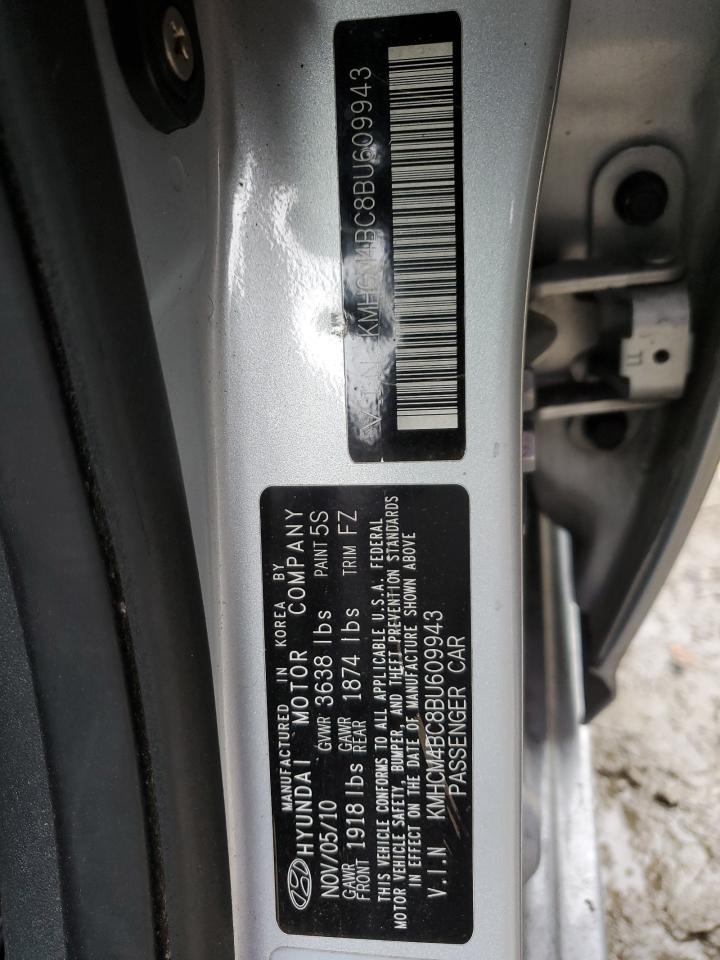 V.I.N KMHCM4BC8BU609943
MANUFACTURED IN KOREA BY
HYUNDAI MOTOR COMPANY
NOV/05/10 GVWR 3638 lbs PAINT 5S
GAWR FRONT 1918 lbs GAWR REAR 1874 lbs TRIM FZ
THIS VEHICLE CONFORMS TO ALL APPLICABLE U.S.A. FEDERAL
MOTOR VEHICLE SAFETY, BUMPER, AND THEFT PREVENTION STANDARDS
IN EFFECT ON THE DATE OF MANUFACTURE SHOWN ABOVE
V.I.N KMHCM4BC8BU609943
PASSENGER CAR